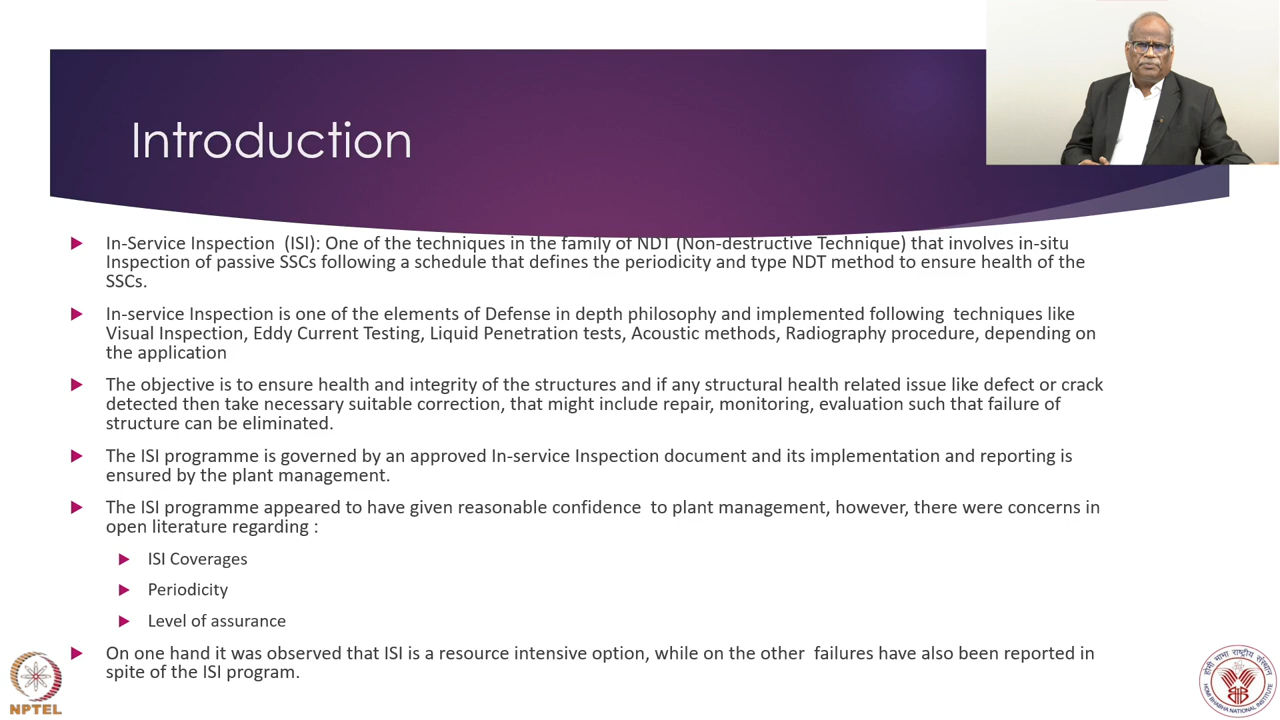 Introduction
In-Service Inspection (ISI): One of the techniques in the family of NDT (Non-destructive Technique) that involves in-situ
Inspection of passive SSCs following a schedule that defines the periodicity and type NDT method to ensure health of the
SSCs.
In-service Inspection is one of the elements of Defense in depth philosophy and implemented following techniques like
Visual Inspection, Eddy Current Testing, Liquid Penetration tests, Acoustic methods, Radiography procedure, depending on
the application
The objective is to ensure health and integrity of the structures and if any structural health related issue like defect or crack
detected then take necessary suitable correction, that might include repair, monitoring, evaluation such that failure of
structure can be eliminated.
The ISI programme is governed by an approved In-service Inspection document and its implementation and reporting is
ensured by the plant management.
The ISI programme appeared to have given reasonable confidence to plant management, however, there were concerns in
open literature regarding :
ISI Coverages
Periodicity
Level of assurance
On one hand it was observed that ISI is a resource intensive option, while on the other failures have also been reported in
spite of the ISI program.
NPTEL
होमी भाभा राष्ट्रीय संस्थान
HOMI BHABHA NATIONAL INSTITUTE